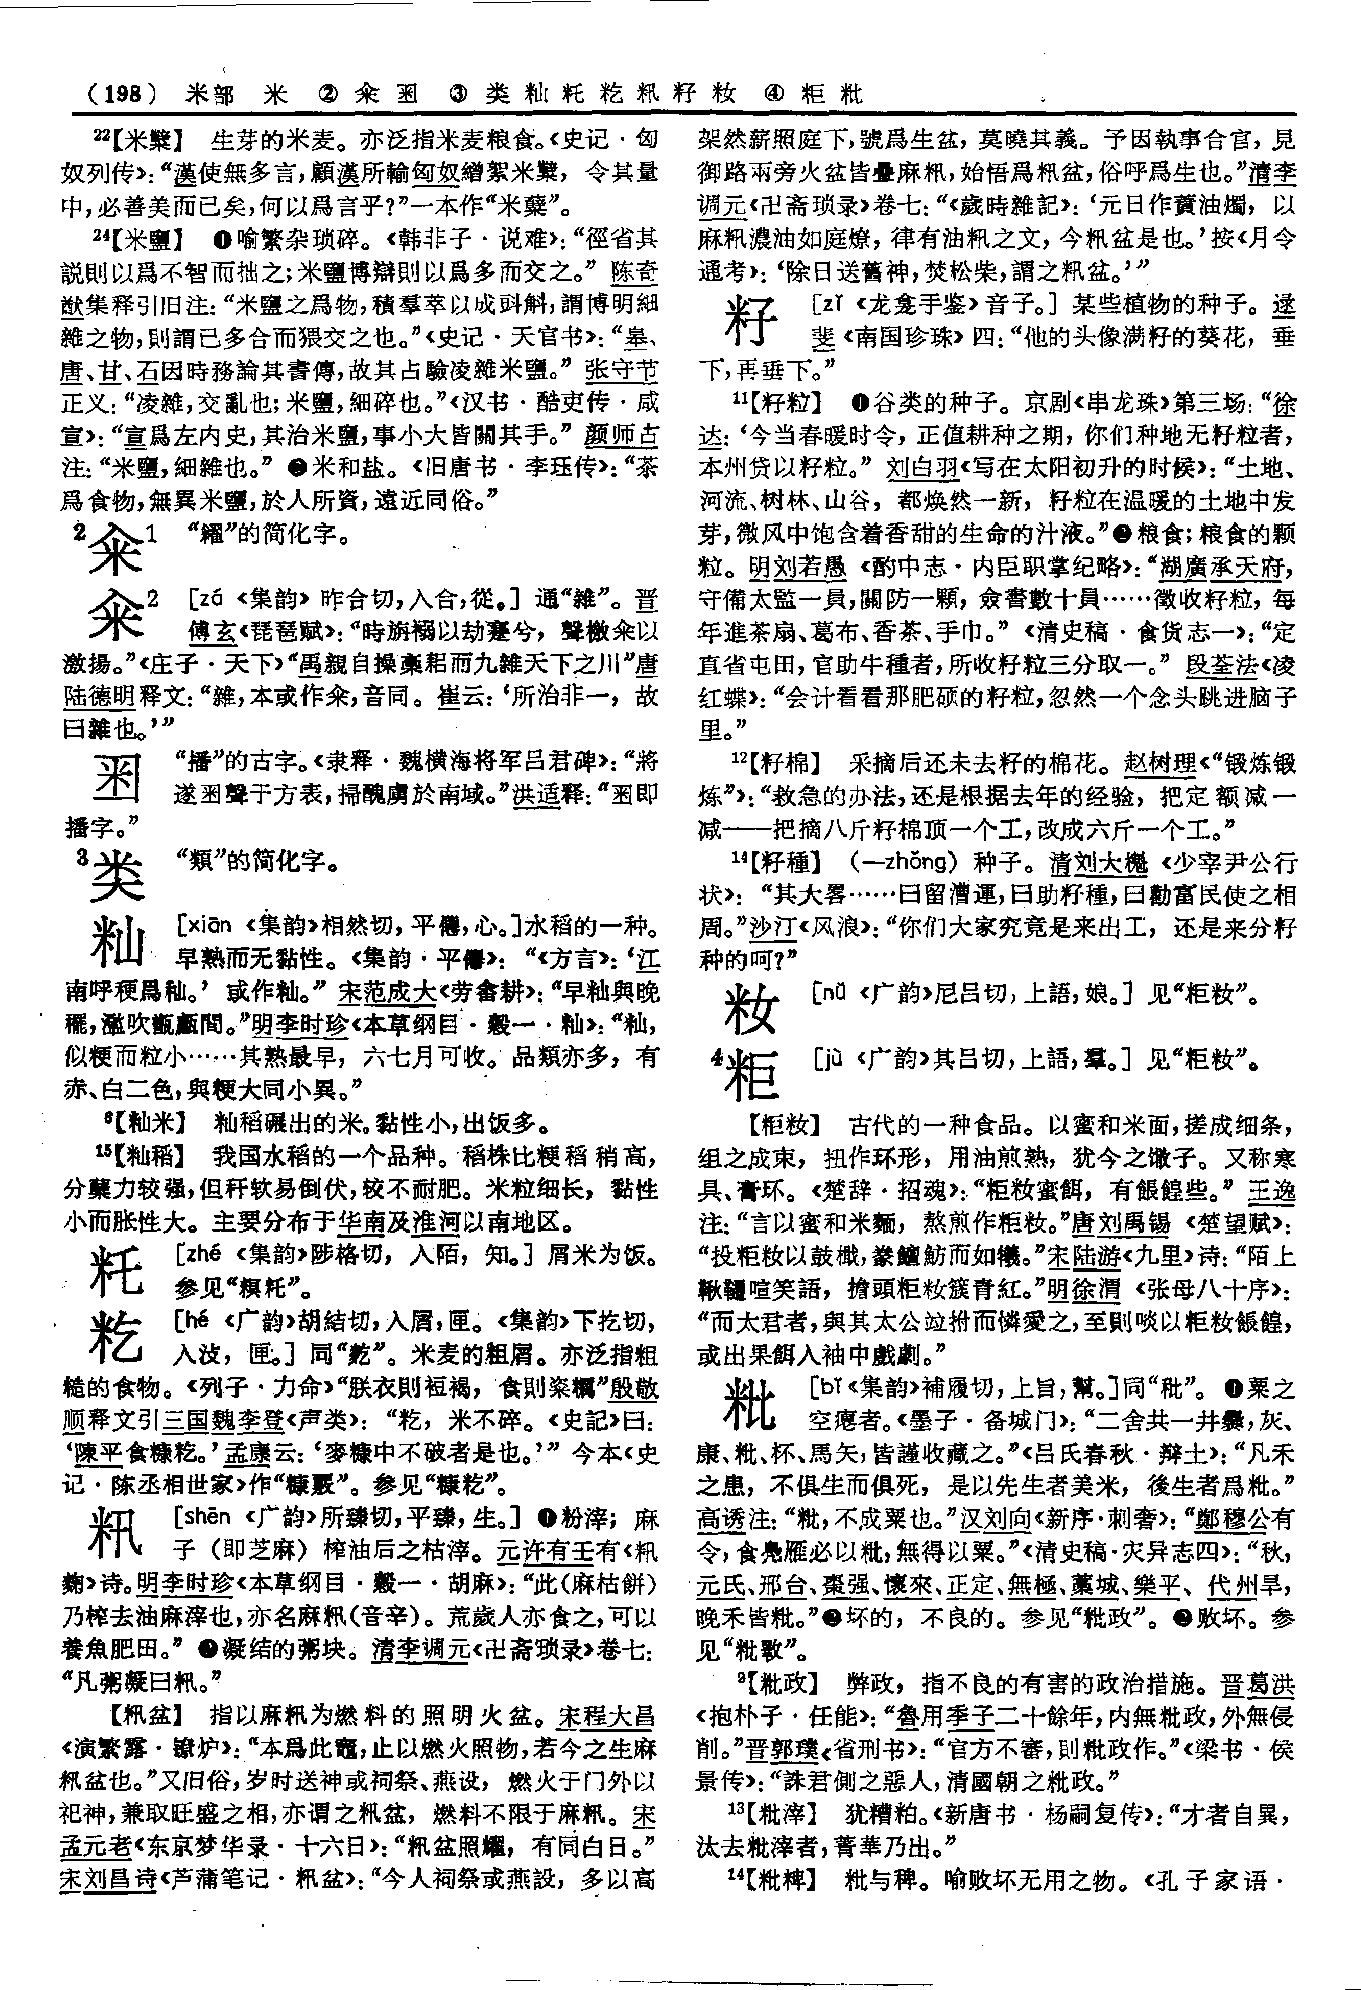 (198) 米部 米 ② 籴 𤰏 ③ 类 籼 粍 籺 籸 籽 籹 ④ 粔 粃
²²【米糱】 生芽的米麦。亦泛指米麦粮食。《史记·匈
奴列传》:“漢使無多言,顧漢所輸匈奴繒絮米糱，令其量
中,必善美而已矣,何以爲言乎?”一本作“米蘖”。
²⁴【米鹽】 ❶喻繁杂琐碎。《韩非子·说难》:“徑省其
説則以爲不智而拙之;米鹽博辯則以爲多而交之。” 陈奇
猷集释引旧注:“米鹽之爲物,積羣萃以成斗斛,謂博明細
雜之物,則謂已多合而猥交之也。”《史记·天官书》:“皋、
唐、甘、石因時務論其書傳,故其占驗凌雜米鹽。” 张守节
正义:“凌雜,交亂也;米鹽,細碎也。”《汉书·酷吏传·咸
宣》:“宣爲左内史,其治米鹽,事小大皆關其手。” 颜师古
注:“米鹽,細雜也。” ❷米和盐。《旧唐书·李珏传》:“茶
爲食物,無異米鹽,於人所資,遠近同俗。”
2 籴1 “糴”的简化字。
籴2 [zá 《集韵》昨合切,入合,從。] 通“雜”。晋
傅玄《琵琶赋》:“時旃襒以劫蹇兮，聲橄籴以
激揚。”《庄子·天下》“禹親自操橐耜而九雜天下之川”唐
陆德明释文:“雜,本或作籴,音同。崔云:‘所治非一，故
曰雜也。’”
𤰏 “播”的古字。《隶释·魏横海将军吕君碑》:“將
遂𤰏聲于方表,掃醜虜於南域。”洪适释:“𤰏即
播字。”
3 类 “類”的简化字。
籼 [xiān 《集韵》相然切,平僊,心。]水稻的一种。
早熟而无黏性。《集韵·平僊》：“《方言》:‘江
南呼稉爲秈。’或作籼。” 宋范成大《劳畲耕》:“早籼與晚
穲,濫吹甑甗間。”明李时珍《本草纲目·穀一·籼》:“籼,
似粳而粒小……其熟最早，六七月可收。品類亦多，有
赤、白二色,與粳大同小異。”
⁶【籼米】 籼稻碾出的米。黏性小,出饭多。
¹⁵【籼稻】 我国水稻的一个品种。稻株比粳稻稍高，
分蘖力较强,但秆软易倒伏,较不耐肥。米粒细长，黏性
小而胀性大。主要分布于华南及淮河以南地区。
粍 [zhé 《集韵》陟格切，入陌，知。] 屑米为饭。
参见“粸粍”。
籺 [hé 《广韵》胡結切,入屑,匣。《集韵》下扢切,
入没，匣。] 同“麧”。米麦的粗屑。亦泛指粗
糙的食物。《列子·力命》“朕衣則裋褐，食則粢糲”殷敬
顺释文引三国魏李登《声类》：“籺，米不碎。《史記》曰:
‘陳平食糠籺。’孟康云:‘麥糠中不破者是也。’” 今本《史
记·陈丞相世家》作“糠覈”。参见“糠籺”。
籸 [shēn 《广韵》所臻切,平臻,生。] ❶粉滓；麻
子（即芝麻）榨油后之枯滓。元许有壬有《籸
麴》诗。明李时珍《本草纲目·穀一·胡麻》:“此(麻枯餅)
乃榨去油麻滓也,亦名麻籸(音辛)。荒歲人亦食之,可以
養魚肥田。” ❷凝结的粥块。清李调元《卍斋琐录》卷七:
“凡粥凝曰籸。”
【籸盆】 指以麻籸为燃料的照明火盆。宋程大昌
《演繁露·镣炉》:“本爲此竈,止以燃火照物,若今之生麻
籸盆也。”又旧俗,岁时送神或祠祭、燕设，燃火于门外以
祀神,兼取旺盛之相,亦谓之籸盆，燃料不限于麻籸。宋
孟元老《东京梦华录·十六日》:“籸盆照耀，有同白日。”
宋刘昌诗《芦蒲笔记·籸盆》:“今人祠祭或燕設，多以高
架然薪照庭下,號爲生盆，莫曉其義。予因執事合宫，見
御路兩旁火盆皆疊麻籸,始悟爲籸盆,俗呼爲生也。”清李
调元《卍斋琐录》卷七:“《歲時雜記》:‘元日作蕡油燭，以
麻籸濃油如庭燎，律有油籸之文，今籸盆是也。’按《月令
通考》:‘除日送舊神,焚松柴,謂之籸盆。’”
籽 [zǐ 《龙龛手鉴》音子。] 某些植物的种子。逯
斐《南国珍珠》四:“他的头像满籽的葵花，垂
下,再垂下。”
¹¹【籽粒】 ❶谷类的种子。京剧《串龙珠》第三场:“徐
达:‘今当春暖时令，正值耕种之期，你们种地无籽粒者，
本州贷以籽粒。” 刘白羽《写在太阳初升的时候》:“土地、
河流、树林、山谷，都焕然一新，籽粒在温暖的土地中发
芽,微风中饱含着香甜的生命的汁液。”❷粮食;粮食的颗
粒。明刘若愚《酌中志·内臣职掌纪略》:“湖廣承天府,
守備太監一員,關防一顆，僉書數十員……徵收籽粒，每
年進茶扇、葛布、香茶、手巾。” 《清史稿·食货志一》:“定
直省屯田,官助牛種者,所收籽粒三分取一。” 段荃法《凌
红蝶》:“会计看看那肥硕的籽粒,忽然一个念头跳进脑子
里。”
¹²【籽棉】 采摘后还未去籽的棉花。赵树理《“锻炼锻
炼”》:“救急的办法,还是根据去年的经验，把定额减一
减——把摘八斤籽棉顶一个工,改成六斤一个工。”
¹⁴【籽種】 (—zhǒng) 种子。清刘大櫆《少宰尹公行
状》：“其大畧……曰留漕運,曰助籽種,曰勸富民使之相
周。”沙汀《风浪》:“你们大家究竟是来出工，还是来分籽
种的呵?”
籹 [nǚ 《广韵》尼吕切,上語,娘。] 见“粔籹”。
4 粔 [jù 《广韵》其吕切,上語,羣。] 见“粔籹”。
【粔籹】 古代的一种食品。以蜜和米面,搓成细条,
组之成束，扭作环形，用油煎熟，犹今之馓子。又称寒
具、膏环。《楚辞·招魂》:“粔籹蜜餌，有餦餭些。” 王逸
注:“言以蜜和米麵，熬煎作粔籹。”唐刘禹锡《楚望赋》:
“投粔籹以鼓檝,豢鱣魴而如犧。”宋陆游《九里》诗:“陌上
鞦韆喧笑語，擔頭粔籹簇青紅。”明徐渭《张母八十序》:
“而太君者,與其太公竝拊而憐愛之,至則啖以粔籹餦餭,
或出果餌入袖中戲劇。”
粃 [bǐ《集韵》補履切,上旨,幫。]同“秕”。❶粟之
空瘪者。《墨子·备城门》:“二舍共一井爨,灰、
康、粃、杯、馬矢,皆謹收藏之。”《吕氏春秋·辩土》:“凡禾
之患，不俱生而俱死，是以先生者美米，後生者爲粃。”
高诱注:“粃,不成粟也。”汉刘向《新序·刺奢》:“鄒穆公有
令,食鳧雁必以粃,無得以粟。”《清史稿·灾异志四》:“秋,
元氏、邢台、棗强、懷來、正定、無極、藁城、樂平、代州旱,
晚禾皆粃。”❷坏的，不良的。参见“粃政”。❸败坏。参
见“粃斁”。
⁹【粃政】 弊政，指不良的有害的政治措施。晋葛洪
《抱朴子·任能》:“魯用季子二十餘年,内無粃政,外無侵
削。”晋郭璞《省刑书》:“官方不審,則粃政作。”《梁书·侯
景传》:“誅君側之惡人,清國朝之粃政。”
¹³【粃滓】 犹糟粕。《新唐书·杨嗣复传》:“才者自異,
汰去粃滓者,菁華乃出。”
¹⁴【粃粺】 粃与稗。喻败坏无用之物。《孔子家语·